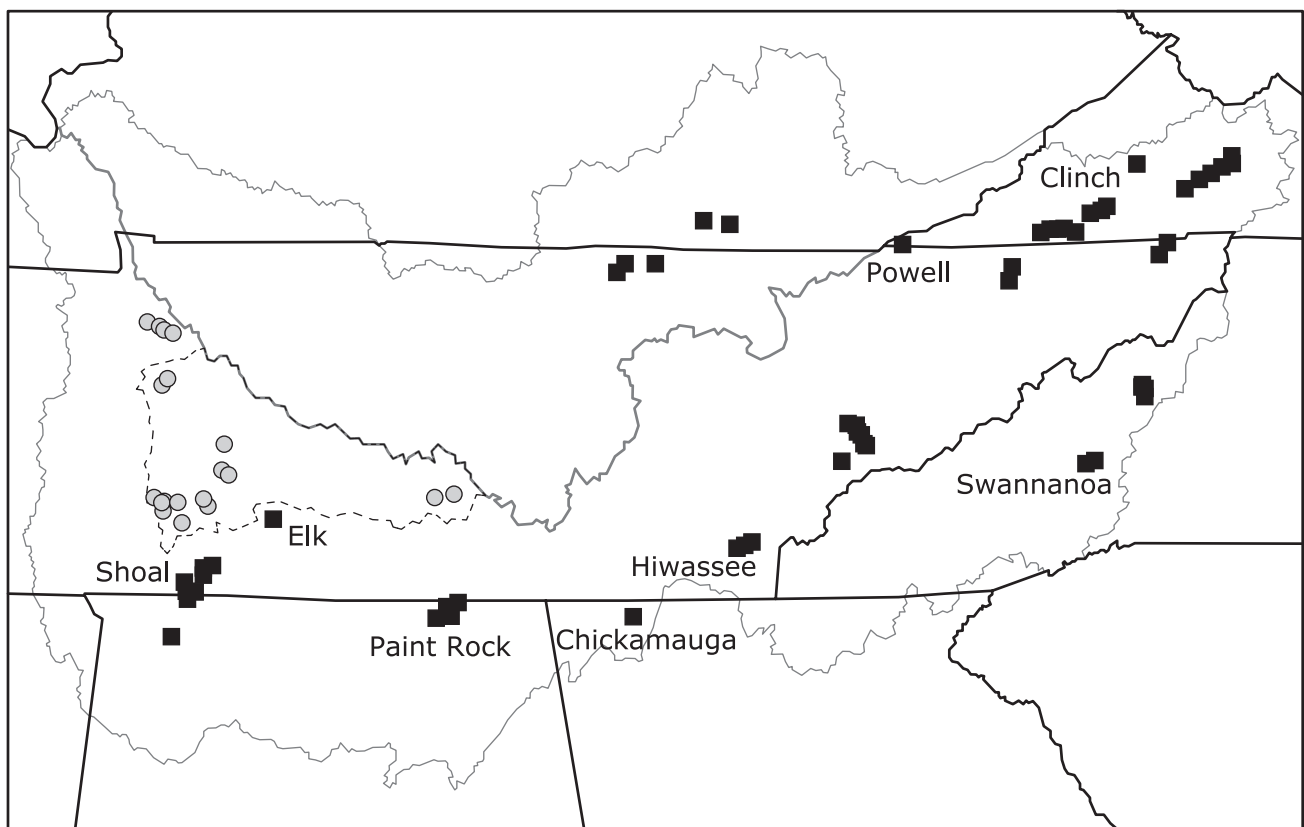 Clinch
Powell
Swannanoa
Elk
Hiwassee
Shoal
Paint Rock
Chickamauga